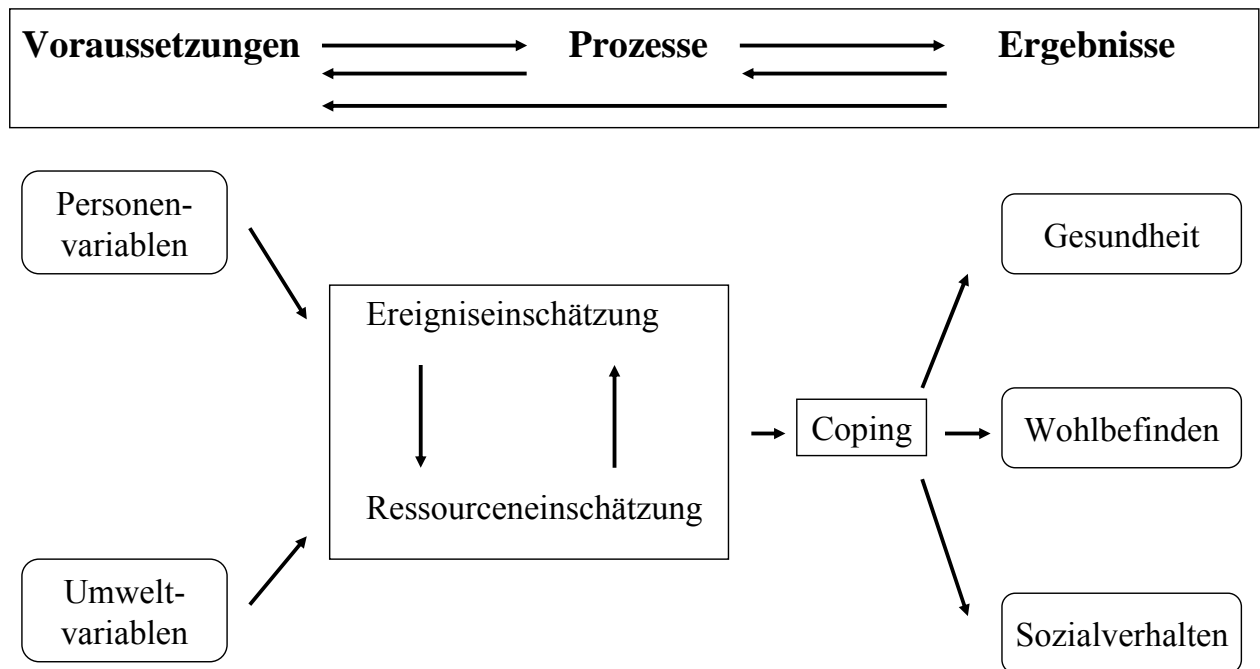 Voraussetzungen Prozesse Ergebnisse
Personen-
variablen
Gesundheit
Ereigniseinschätzung
Coping
Wohlbefinden
Ressourceneinschätzung
Umwelt-
variablen
Sozialverhalten